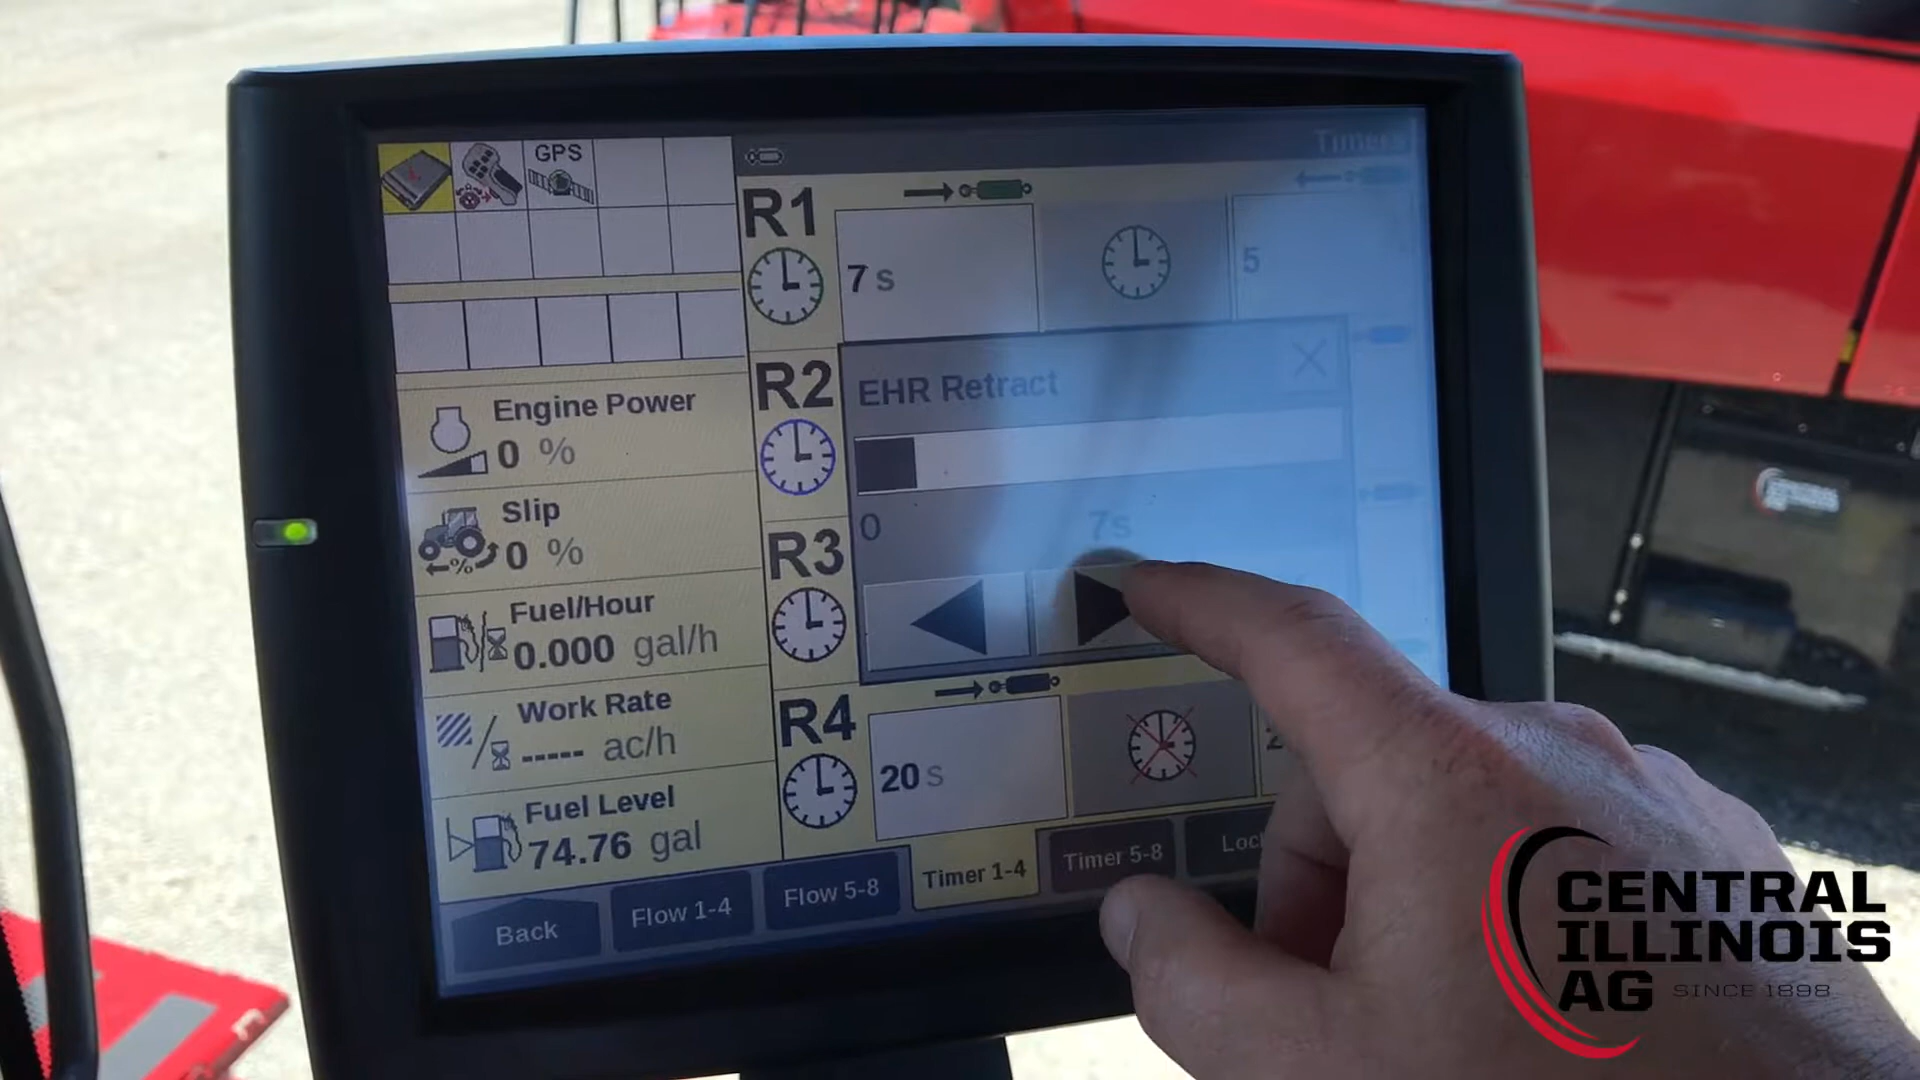 GPS
Timers
R1
7 s
5
R2
EHR Retract
0
7s
R3
R4
20 s
2
Engine Power
0 %
Slip
0 %
Fuel/Hour
0.000 gal/h
Work Rate
----- ac/h
Fuel Level
74.76 gal
Back
Flow 1-4
Flow 5-8
Timer 1-4
Timer 5-8
CENTRAL
ILLINOIS
AG SINCE 1898